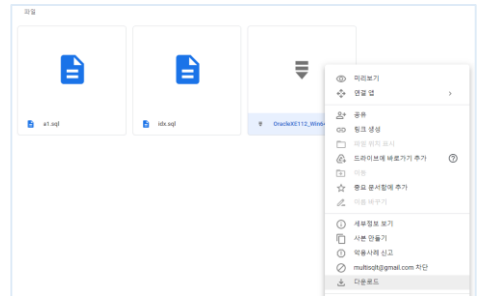 파일
a1.sql
idx.sql
OracleXE112_Win6
미리보기
연결 앱
공유
링크 생성
파일 위치 표시
드라이브에 바로가기 추가
이동
중요 문서함에 추가
이름 바꾸기
세부정보 보기
사본 만들기
악용사례 신고
multisqlt@gmail.com 차단
다운로드